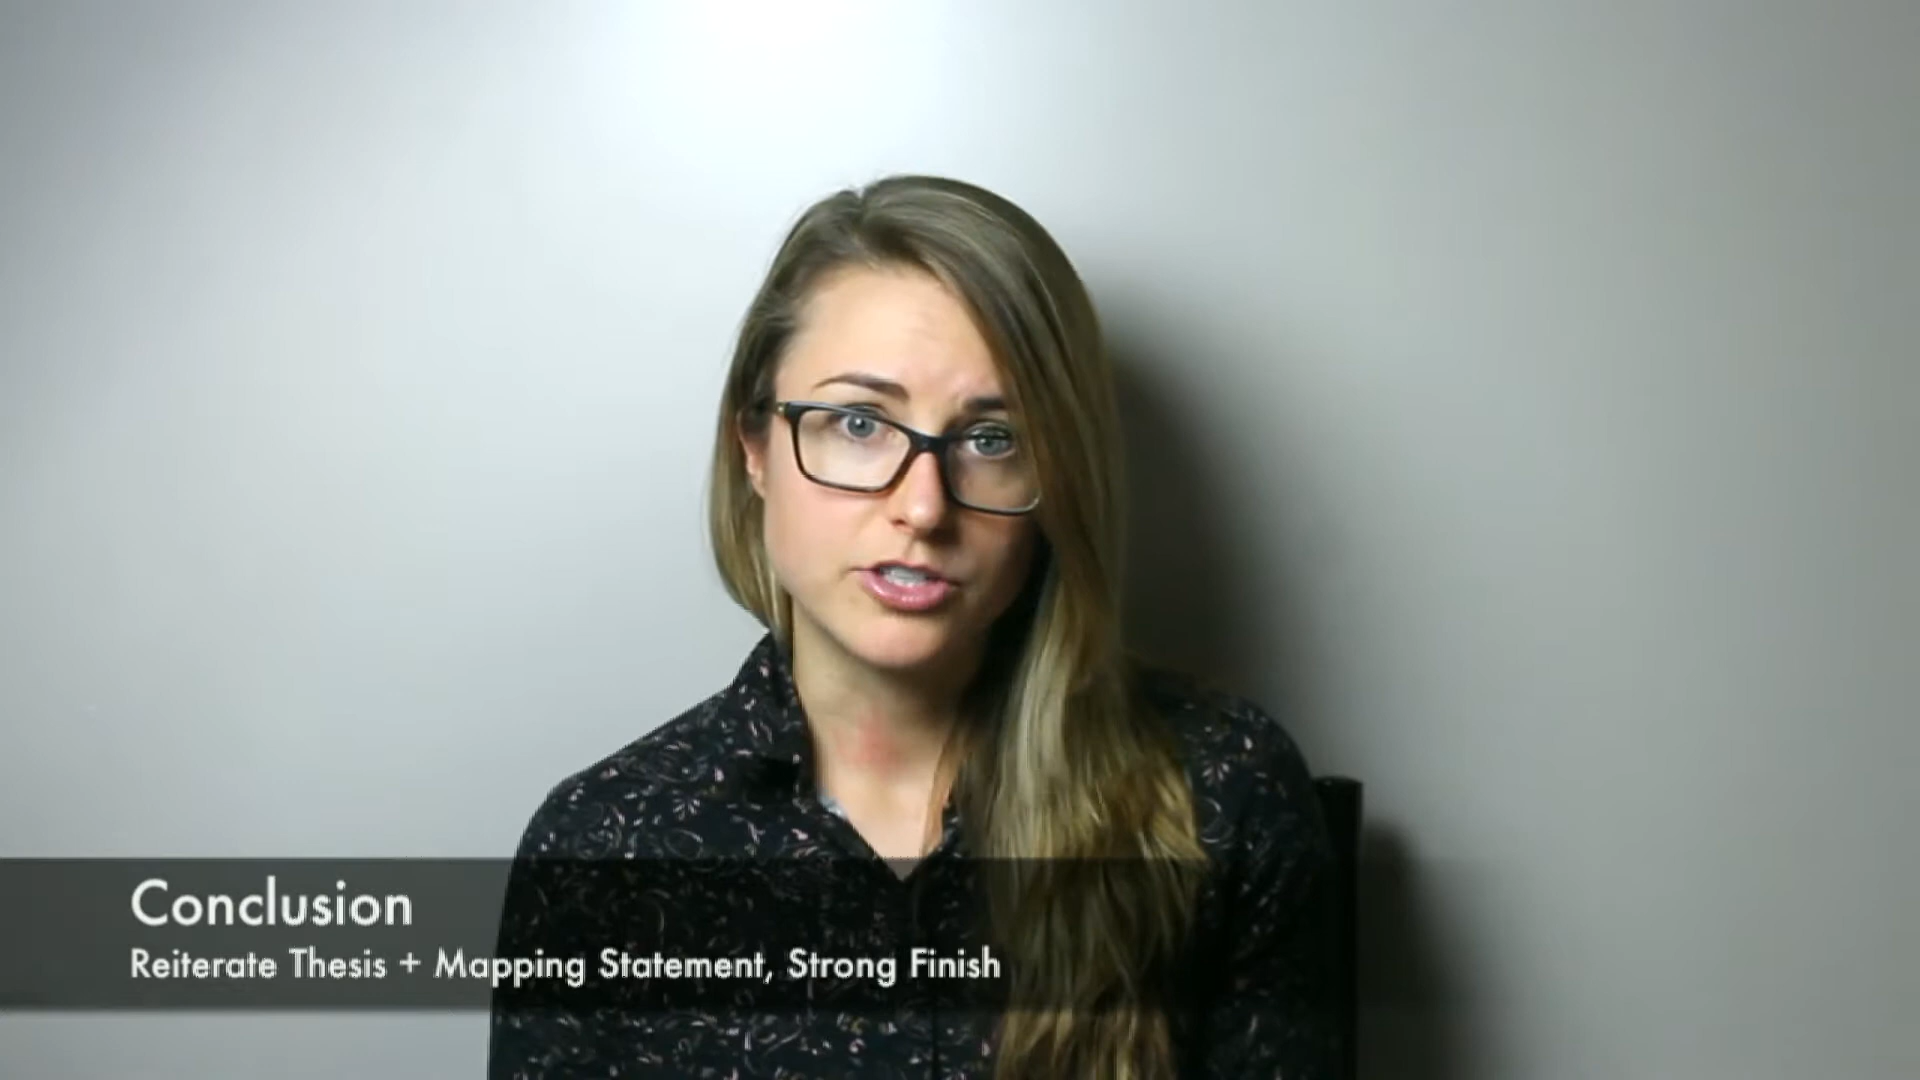 Conclusion
Reiterate Thesis + Mapping Statement, Strong Finish